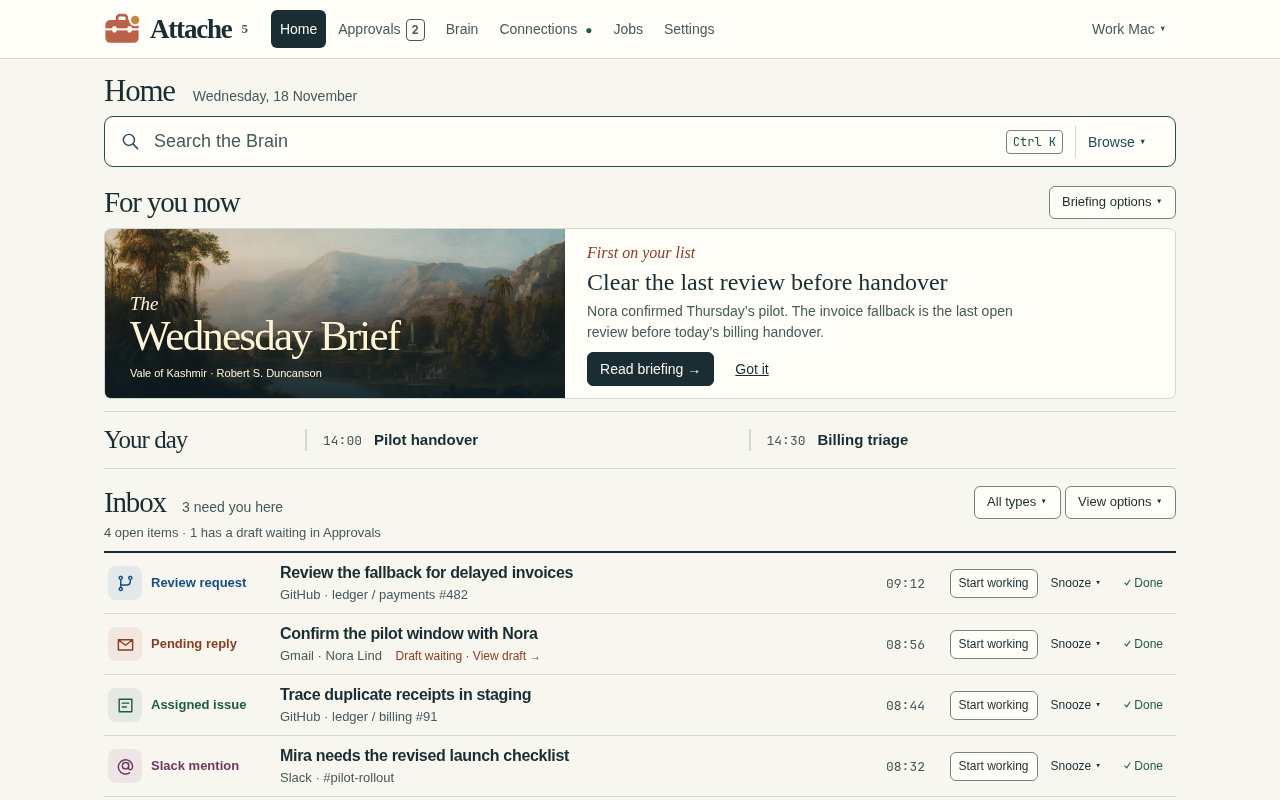 Attache 5 Home Approvals 2 Brain Connections Jobs Settings Work Mac
Home Wednesday, 18 November
Search the Brain Ctrl K Browse
For you now Briefing options
The
Wednesday Brief
Vale of Kashmir · Robert S. Duncanson
First on your list
Clear the last review before handover
Nora confirmed Thursday’s pilot. The invoice fallback is the last open
review before today’s billing handover.
Read briefing → Got it
Your day 14:00 Pilot handover 14:30 Billing triage
Inbox 3 need you here All types View options
4 open items · 1 has a draft waiting in Approvals
Review request Review the fallback for delayed invoices 09:12 Start working Snooze ✓ Done
GitHub · ledger / payments #482
Pending reply Confirm the pilot window with Nora 08:56 Start working Snooze ✓ Done
Gmail · Nora Lind Draft waiting · View draft →
Assigned issue Trace duplicate receipts in staging 08:44 Start working Snooze ✓ Done
GitHub · ledger / billing #91
Slack mention Mira needs the revised launch checklist 08:32 Start working Snooze ✓ Done
Slack · #pilot-rollout